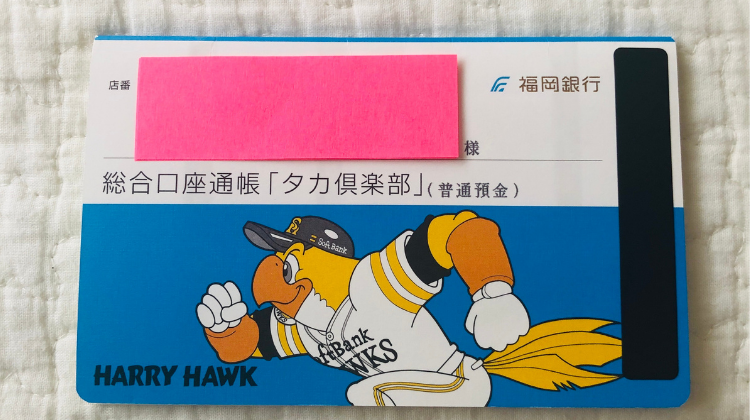 店番
福岡銀行
様
総合口座通帳「タカ倶楽部」(普通預金)
SoftBank
SoftBank
HAWKS
HARRY HAWK